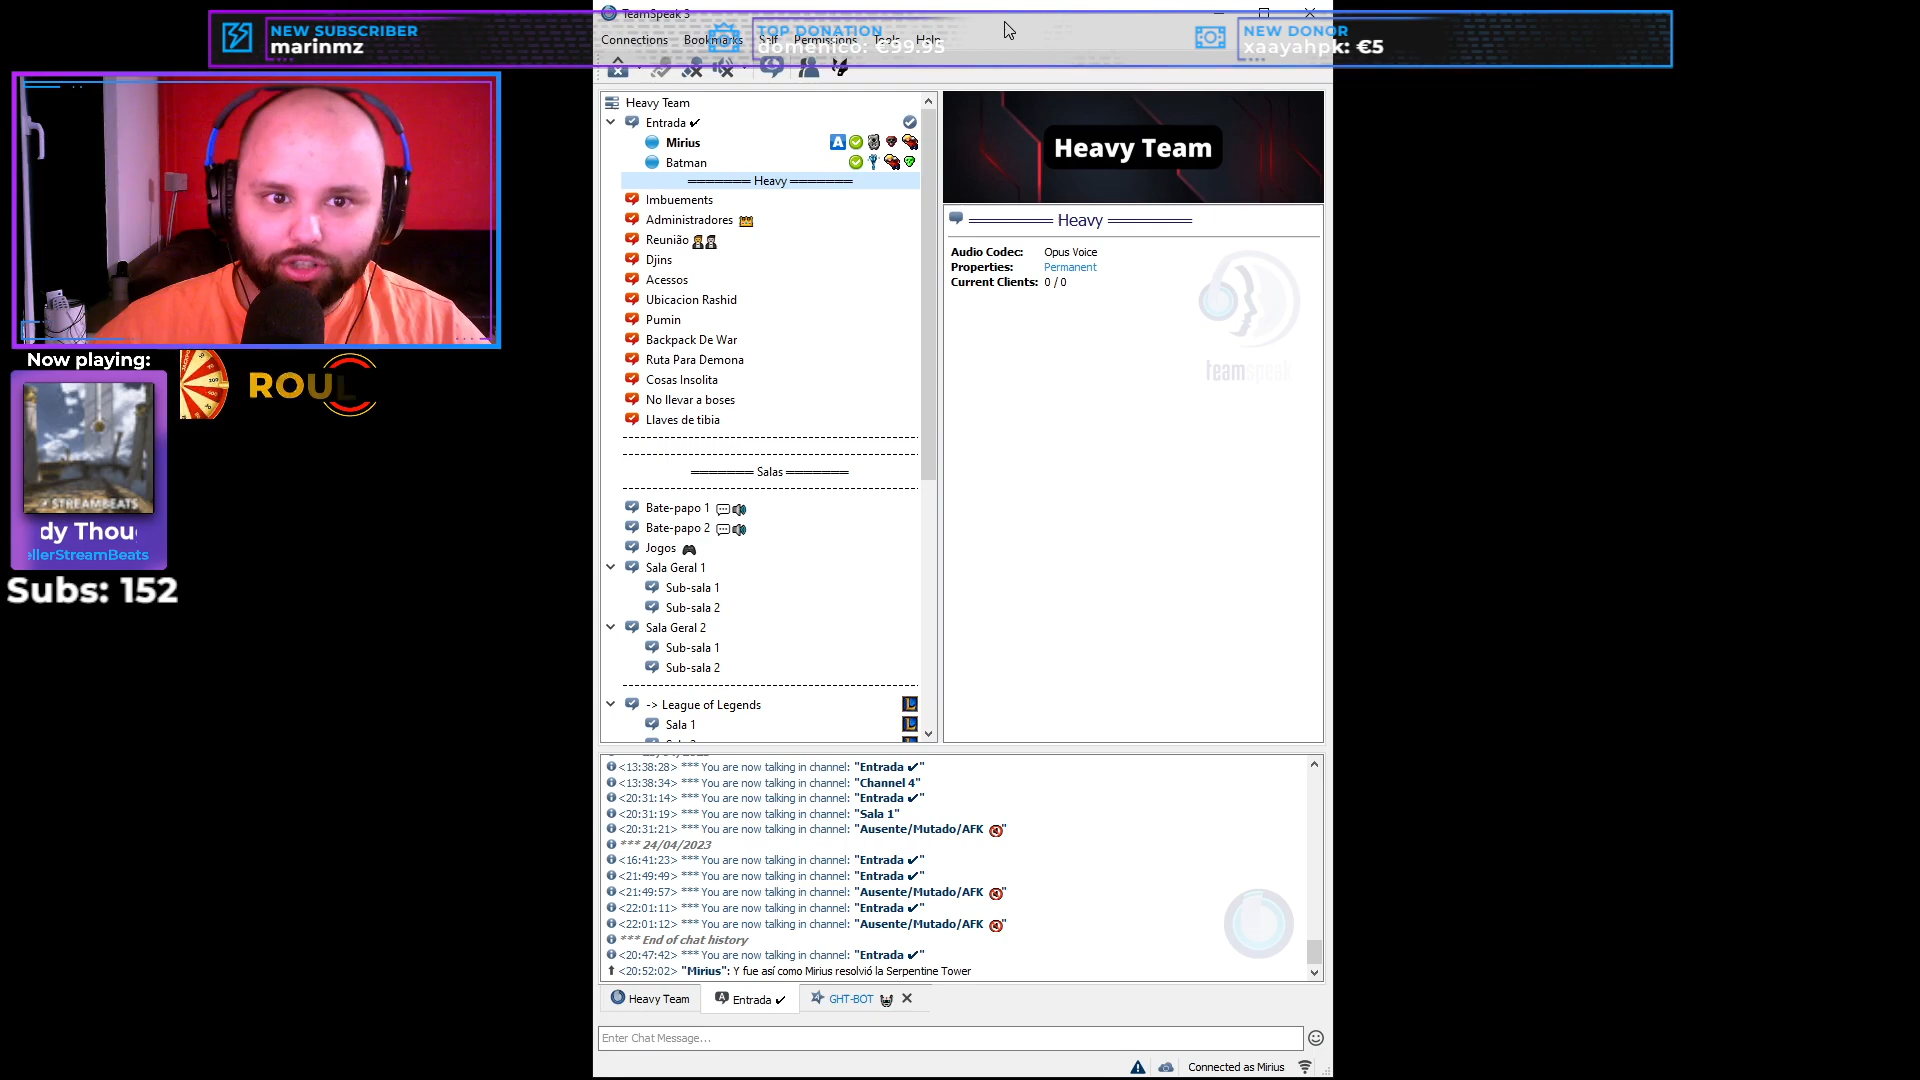 TeamSpeak 3
NEW SUBSCRIBER
marinmz
TOP DONATION
domenico: €99.95
NEW DONOR
xaayahpk: €5
Connections Bookmarks Self Permissions Tools Help
Heavy Team
Entrada ✔
A
Mirius
Batman
======= Heavy =======
Imbuements
Administradores
Reunião
Djins
Acessos
Ubicacion Rashid
Pumin
Backpack De War
Ruta Para Demona
Cosas Insolita
No llevar a boses
Llaves de tibia
======= Salas =======
Bate-papo 1
Bate-papo 2
Jogos
Sala Geral 1
Sub-sala 1
Sub-sala 2
Sala Geral 2
Sub-sala 1
Sub-sala 2
-> League of Legends
Sala 1
Heavy Team
========= Heavy =========
Audio Codec: Opus Voice
Properties: Permanent
Current Clients: 0 / 0
teamspeak
Now playing:
ROUL
STREAMBEATS
dy Thou
llerStreamBeats
Subs: 152
<13:38:28> *** You are now talking in channel: "Entrada ✔"
<13:38:34> *** You are now talking in channel: "Channel 4"
<20:31:14> *** You are now talking in channel: "Entrada ✔"
<20:31:19> *** You are now talking in channel: "Sala 1"
<20:31:21> *** You are now talking in channel: "Ausente/Mutado/AFK 🔇"
*** 24/04/2023
<16:41:23> *** You are now talking in channel: "Entrada ✔"
<21:49:49> *** You are now talking in channel: "Entrada ✔"
<21:49:57> *** You are now talking in channel: "Ausente/Mutado/AFK 🔇"
<22:01:11> *** You are now talking in channel: "Entrada ✔"
<22:01:12> *** You are now talking in channel: "Ausente/Mutado/AFK 🔇"
*** End of chat history
<20:47:42> *** You are now talking in channel: "Entrada ✔"
<20:52:02> "Mirius": Y fue así como Mirius resolvió la Serpentine Tower
Heavy Team
Entrada ✔
GHT-BOT
Enter Chat Message...
Connected as Mirius